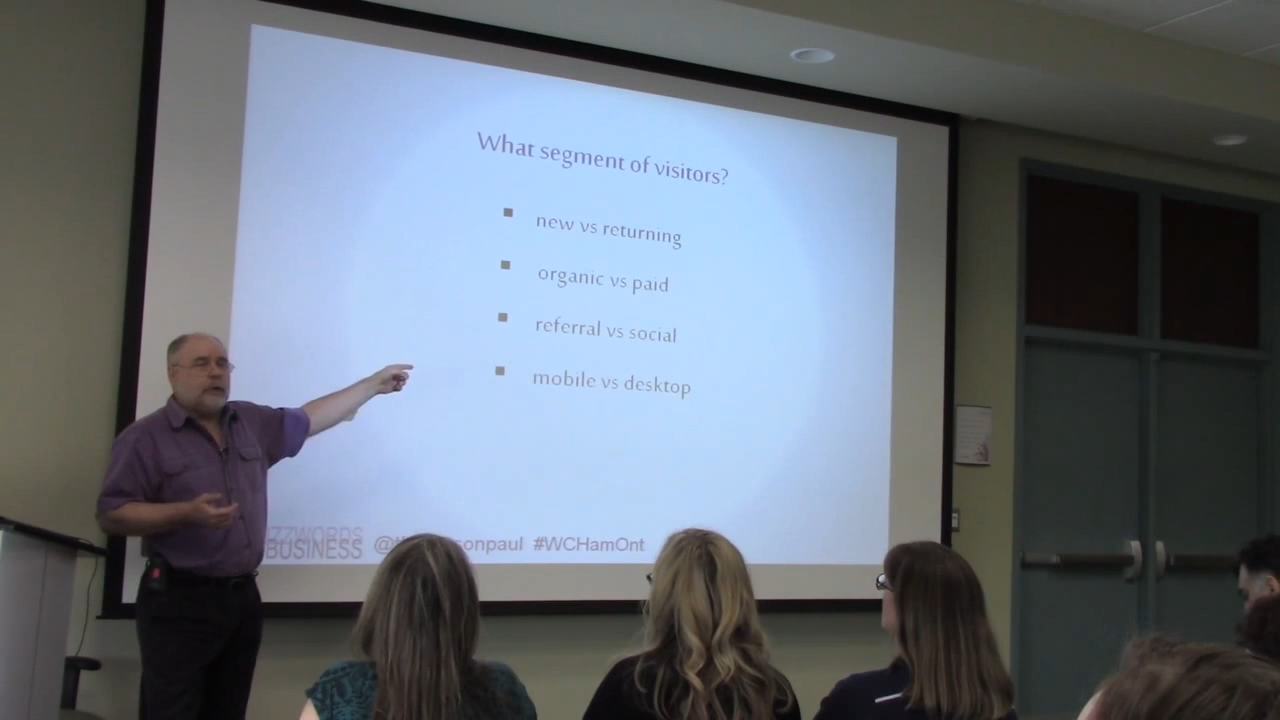 What segment of visitors?
new vs returning
organic vs paid
referral vs social
mobile vs desktop
BUSINESS #WCHamOnt